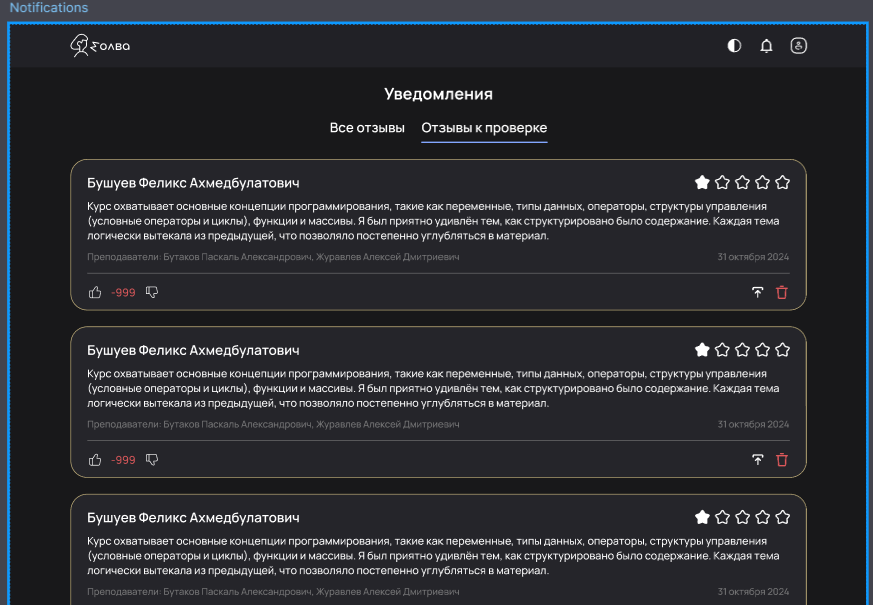 Notifications
Молва
Уведомления
Все отзывы Отзывы к проверке
Бушуев Феликс Ахмедбулатович
Курс охватывает основные концепции программирования, такие как переменные, типы данных, операторы, структуры управления
(условные операторы и циклы), функции и массивы. Я был приятно удивлён тем, как структурировано было содержание. Каждая тема
логически вытекала из предыдущей, что позволяло постепенно углубляться в материал.
Преподаватели: Бутаков Паскаль Александрович, Журавлев Алексей Дмитриевич 31 октября 2024
-999
Бушуев Феликс Ахмедбулатович
Курс охватывает основные концепции программирования, такие как переменные, типы данных, операторы, структуры управления
(условные операторы и циклы), функции и массивы. Я был приятно удивлён тем, как структурировано было содержание. Каждая тема
логически вытекала из предыдущей, что позволяло постепенно углубляться в материал.
Преподаватели: Бутаков Паскаль Александрович, Журавлев Алексей Дмитриевич 31 октября 2024
-999
Бушуев Феликс Ахмедбулатович
Курс охватывает основные концепции программирования, такие как переменные, типы данных, операторы, структуры управления
(условные операторы и циклы), функции и массивы. Я был приятно удивлён тем, как структурировано было содержание. Каждая тема
логически вытекала из предыдущей, что позволяло постепенно углубляться в материал.
Преподаватели: Бутаков Паскаль Александрович, Журавлев Алексей Дмитриевич 31 октября 2024